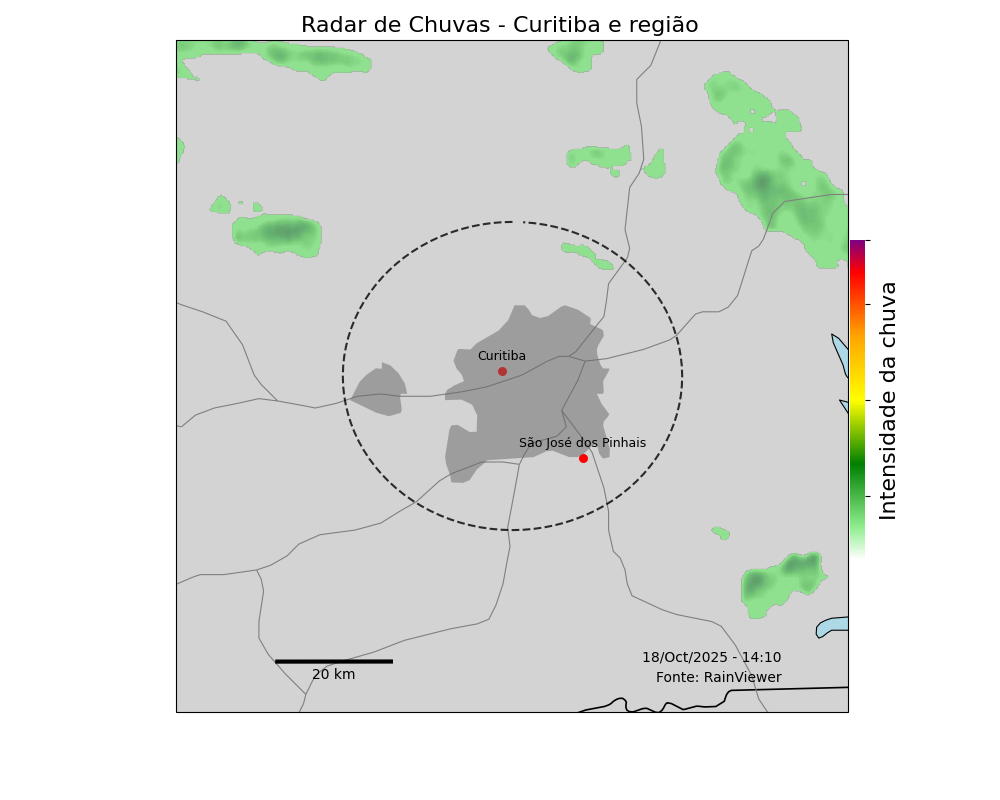 Radar de Chuvas - Curitiba e região
Curitiba
São José dos Pinhais
Intensidade da chuva
20 km
18/Oct/2025 - 14:10
Fonte: RainViewer